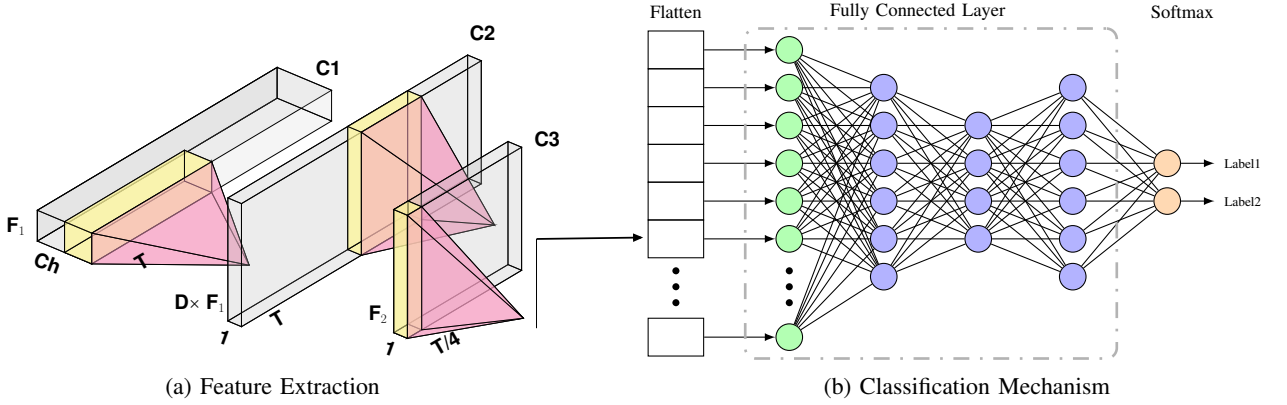 C1
C2
C3
F₁
Ch
T
D× F₁
1
T
F₂
1
T/4
(a) Feature Extraction
Flatten
Fully Connected Layer
Softmax
Label1
Label2
(b) Classification Mechanism